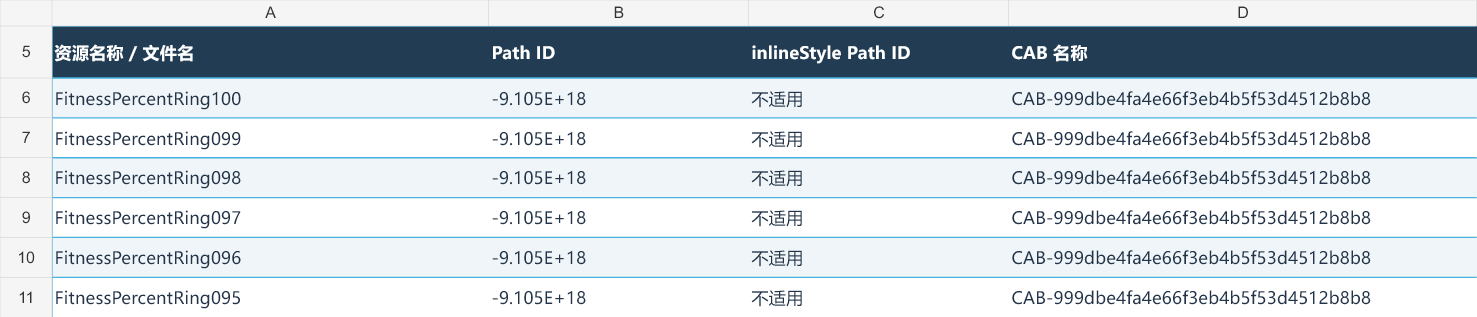 A B C D
5 资源名称 / 文件名 Path ID inlineStyle Path ID CAB 名称
6 FitnessPercentRing100 -9.105E+18 不适用 CAB-999dbe4fa4e66f3eb4b5f53d4512b8b8
7 FitnessPercentRing099 -9.105E+18 不适用 CAB-999dbe4fa4e66f3eb4b5f53d4512b8b8
8 FitnessPercentRing098 -9.105E+18 不适用 CAB-999dbe4fa4e66f3eb4b5f53d4512b8b8
9 FitnessPercentRing097 -9.105E+18 不适用 CAB-999dbe4fa4e66f3eb4b5f53d4512b8b8
10 FitnessPercentRing096 -9.105E+18 不适用 CAB-999dbe4fa4e66f3eb4b5f53d4512b8b8
11 FitnessPercentRing095 -9.105E+18 不适用 CAB-999dbe4fa4e66f3eb4b5f53d4512b8b8